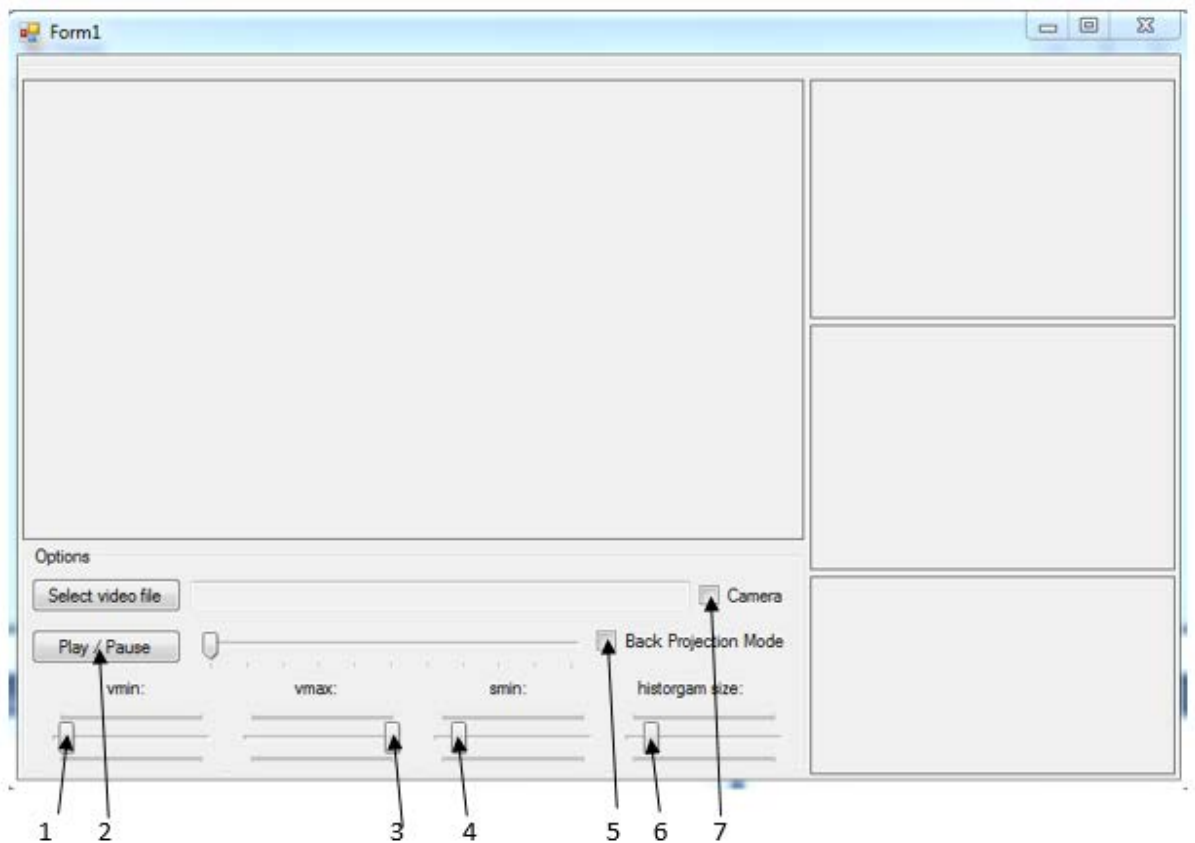 Form1
Options
Select video file
Camera
Play / Pause
Back Projection Mode
vmin:
vmax:
smin:
historgam size:
1 2 3 4 5 6 7